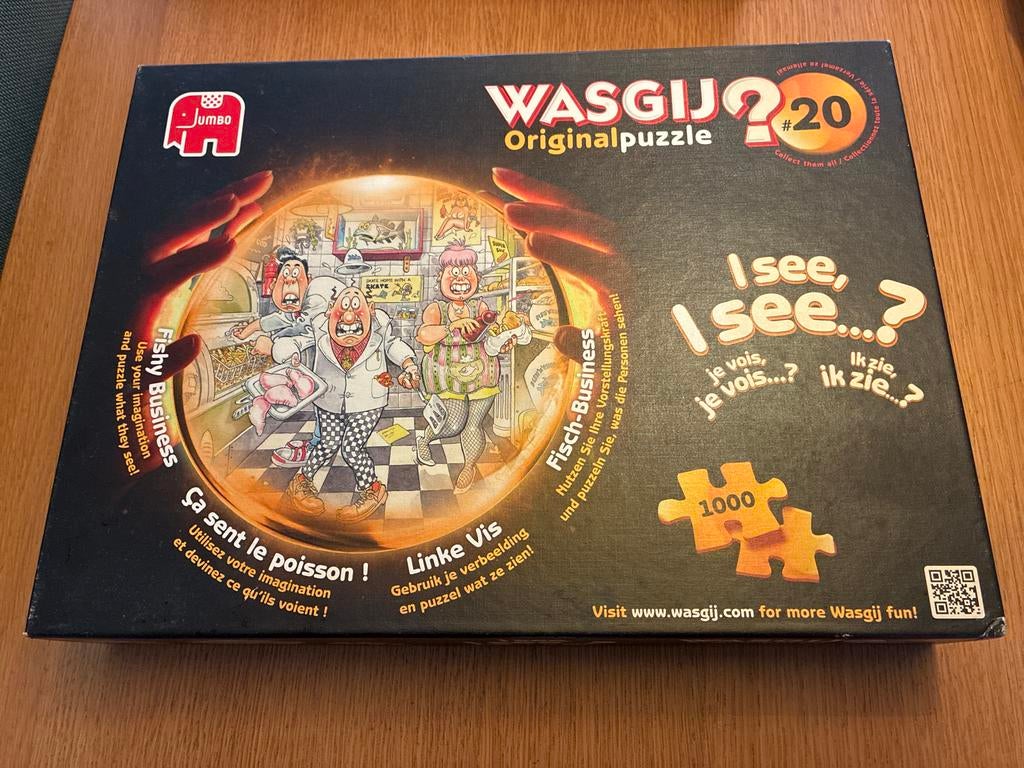 JUMBO
WASGIJ?
Originalpuzzle
#20
Verzamel ze allemaal
Collect them all / Collectionnez toute la série /
I see,
I see...?
je vois,
je vois...?
Ik zie,
ik zie...?
SKATE HOME WITH A
SKATE
Fishy Business
Use your imagination
and puzzle what they see!
Ça sent le poisson !
Utilisez votre imagination
et devinez ce qu'ils voient !
Linke Vis
Gebruik je verbeelding
en puzzel wat ze zien!
Fisch-Business
Nutzen Sie Ihre Vorstellungskraft
und puzzeln Sie, was die Personen sehen!
1000
Visit www.wasgij.com for more Wasgij fun!